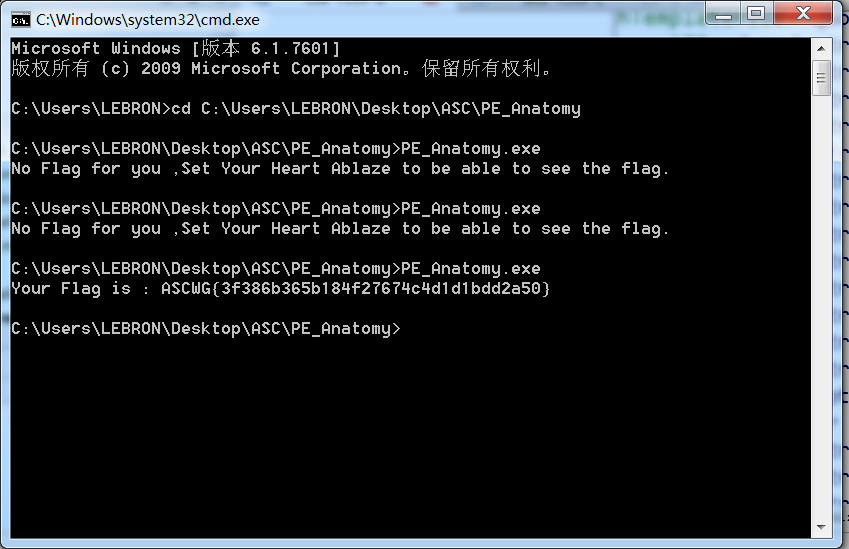 C:\Windows\system32\cmd.exe
Microsoft Windows [版本 6.1.7601]
版权所有 (c) 2009 Microsoft Corporation。保留所有权利。
C:\Users\LEBRON>cd C:\Users\LEBRON\Desktop\ASC\PE_Anatomy
C:\Users\LEBRON\Desktop\ASC\PE_Anatomy>PE_Anatomy.exe
No Flag for you ,Set Your Heart Ablaze to be able to see the flag.
C:\Users\LEBRON\Desktop\ASC\PE_Anatomy>PE_Anatomy.exe
No Flag for you ,Set Your Heart Ablaze to be able to see the flag.
C:\Users\LEBRON\Desktop\ASC\PE_Anatomy>PE_Anatomy.exe
Your Flag is : ASCWG{3f386b365b184f27674c4d1d1bdd2a50}
C:\Users\LEBRON\Desktop\ASC\PE_Anatomy>